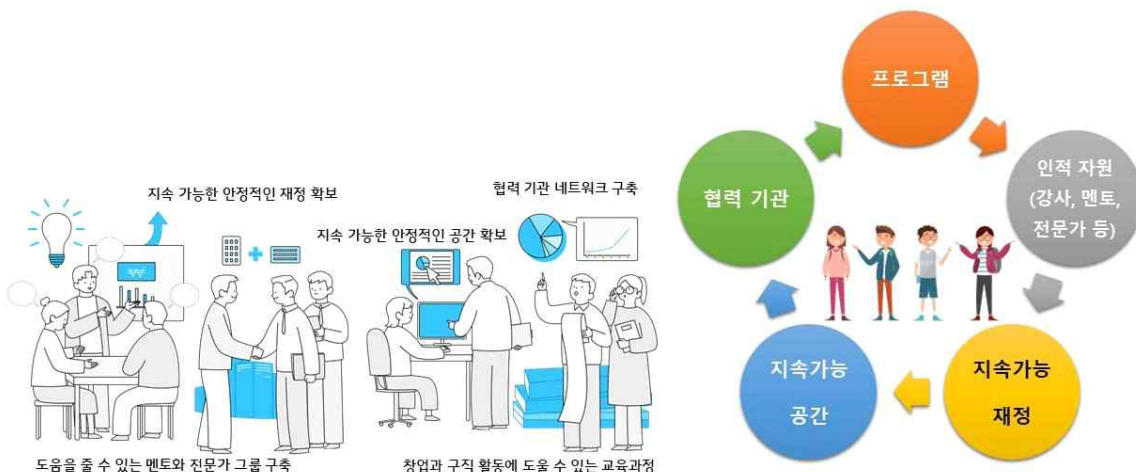 지속 가능한 안정적인 재정 확보
협력 기관 네트워크 구축
지속 가능한 안정적인 공간 확보
도움을 줄 수 있는 멘토와 전문가 그룹 구축
창업과 구직 활동에 도울 수 있는 교육과정
프로그램
인적 자원
(강사, 멘토,
전문가 등)
지속가능
재정
지속가능
공간
협력 기관